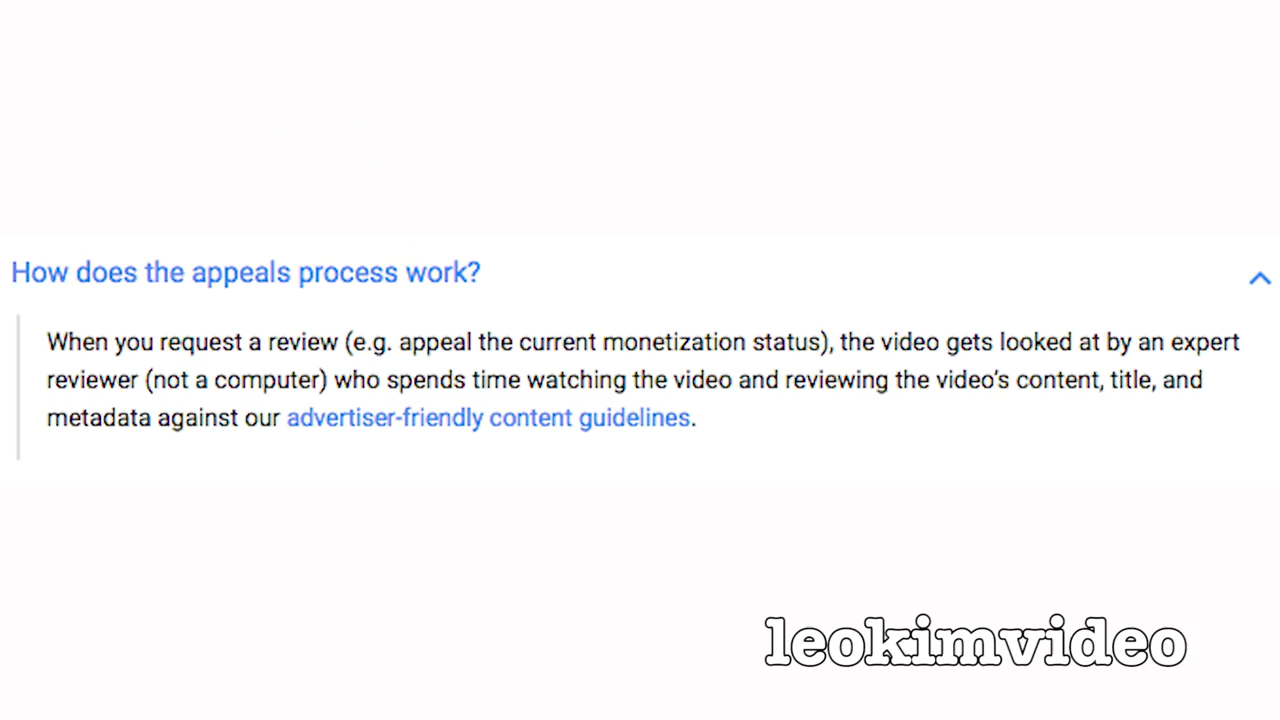 How does the appeals process work?
When you request a review (e.g. appeal the current monetization status), the video gets looked at by an expert
reviewer (not a computer) who spends time watching the video and reviewing the video's content, title, and
metadata against our advertiser-friendly content guidelines.
leokimvideo